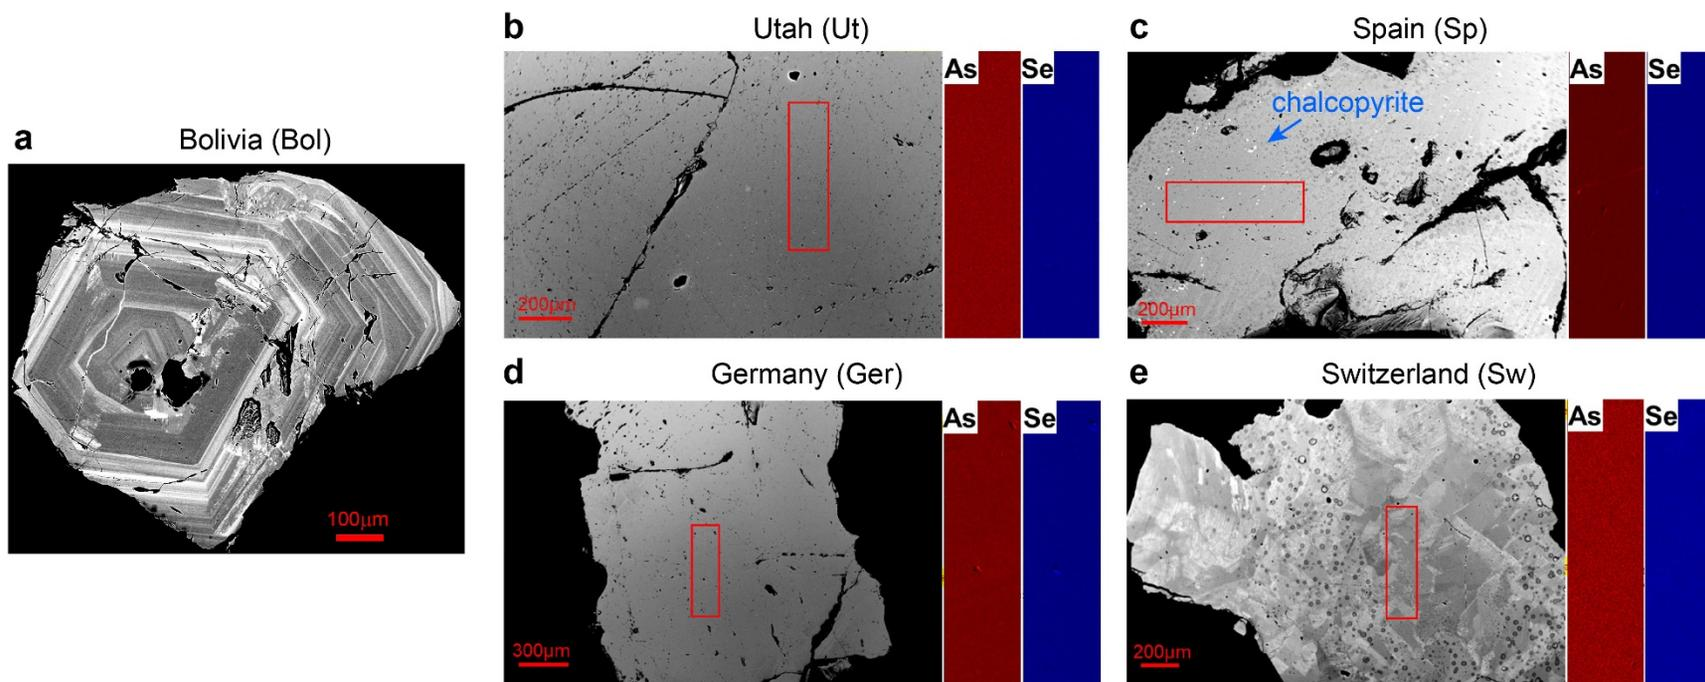 a
Bolivia (Bol)
100μm
b
Utah (Ut)
As
Se
200μm
c
Spain (Sp)
chalcopyrite
As
Se
200μm
d
Germany (Ger)
As
Se
300μm
e
Switzerland (Sw)
As
Se
200μm